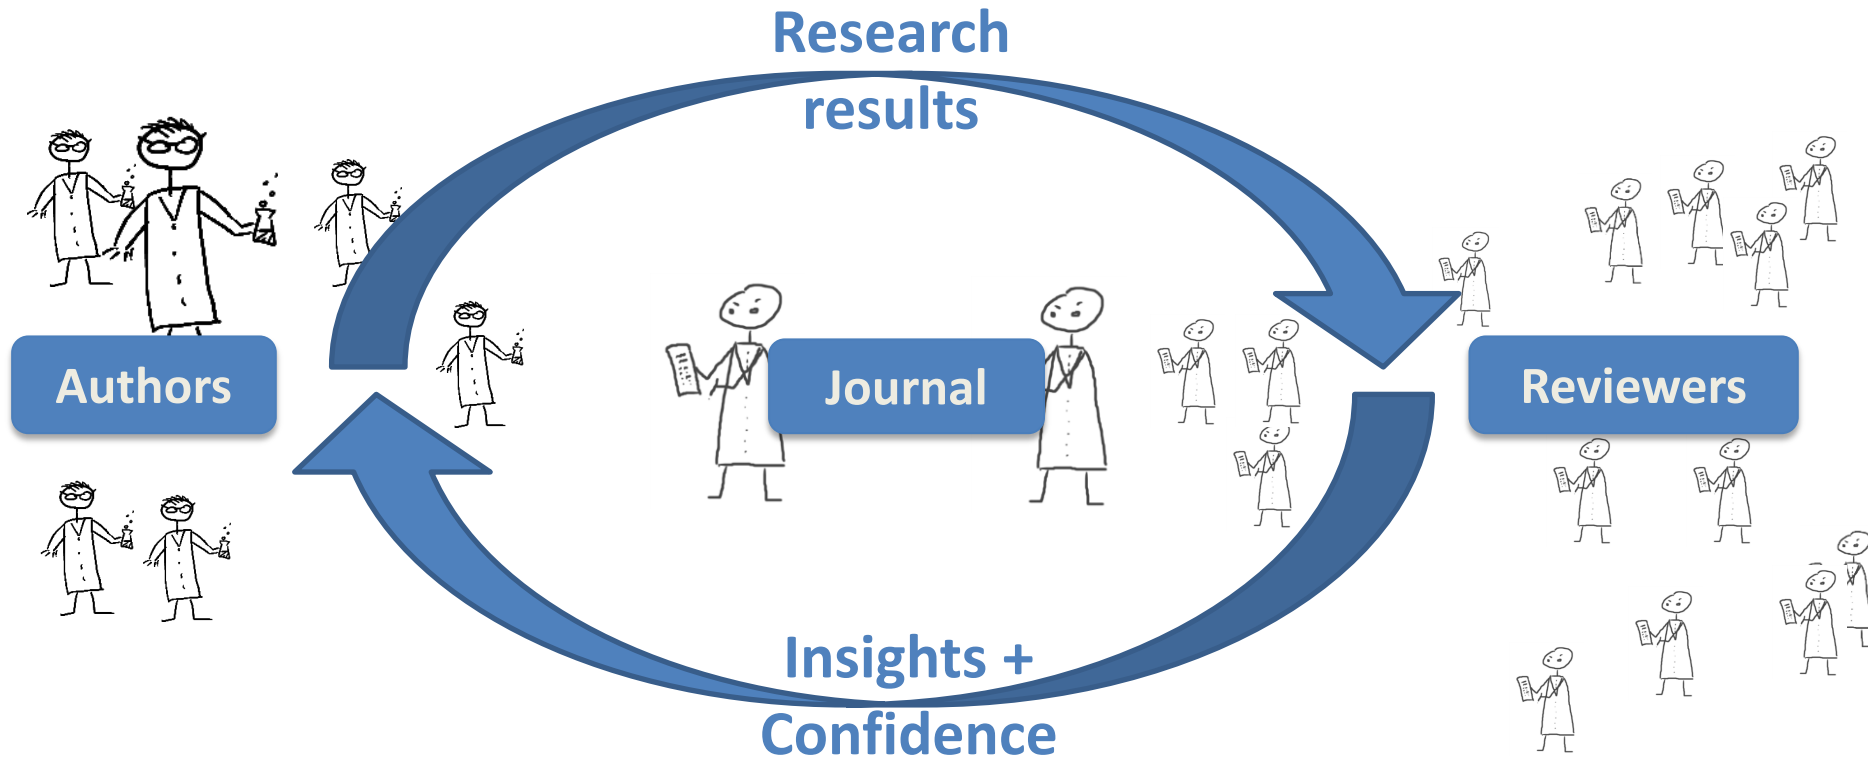 Research
results
Authors
Journal
Reviewers
Insights +
Confidence